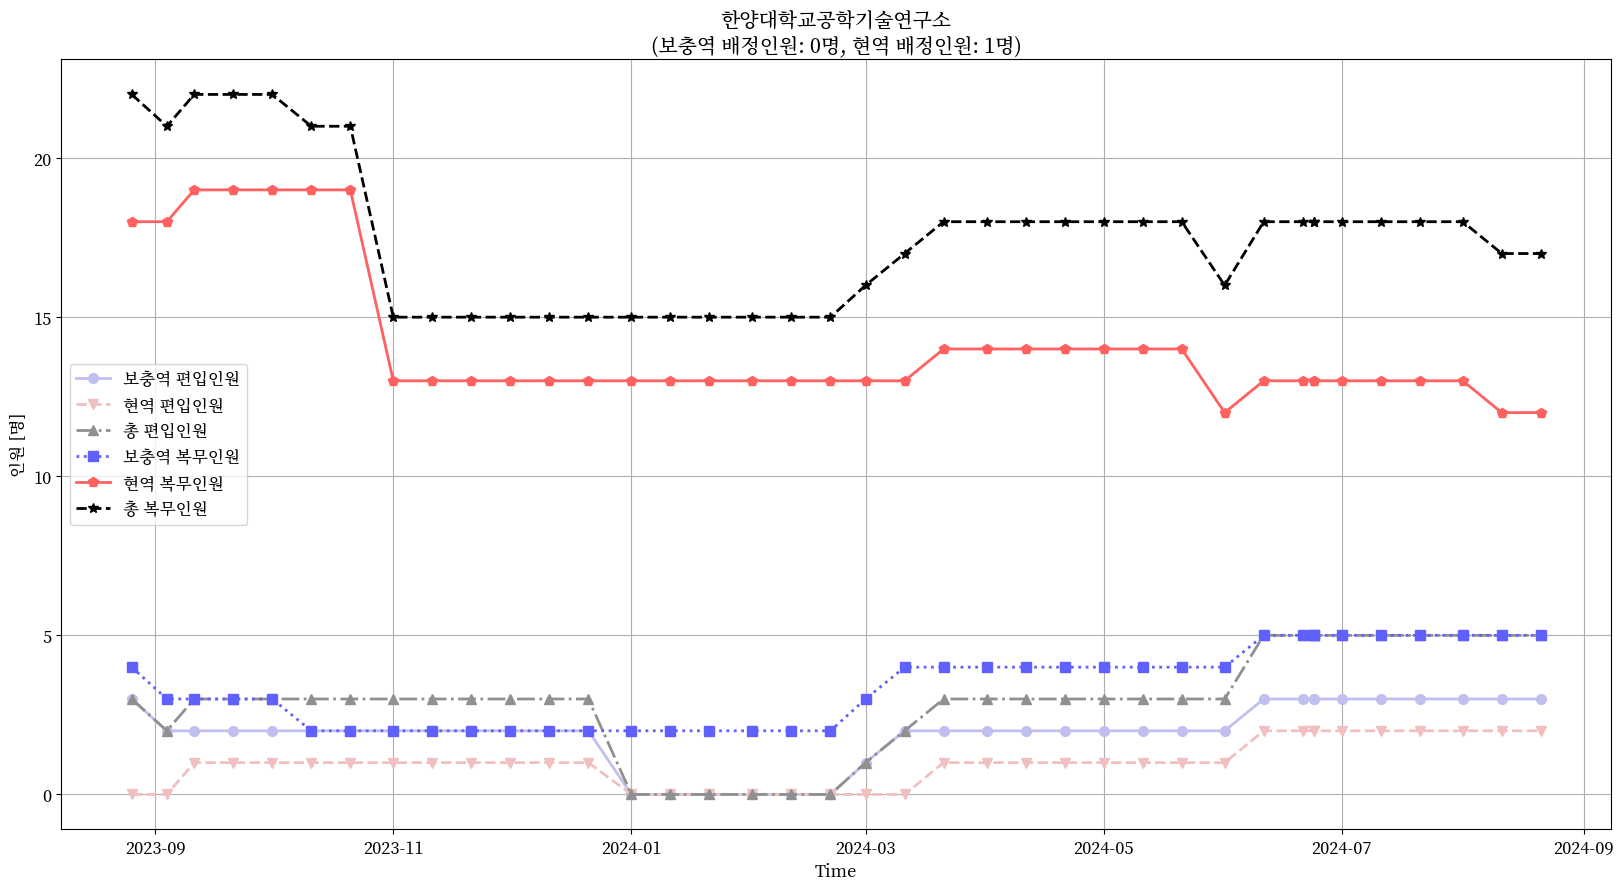 한양대학교공학기술연구소
(보충역 배정인원: 0명, 현역 배정인원: 1명)
인원 [명]
20
15
10
5
0
보충역 편입인원
현역 편입인원
총 편입인원
보충역 복무인원
현역 복무인원
총 복무인원
2023-09
2023-11
2024-01
2024-03
2024-05
2024-07
2024-09
Time